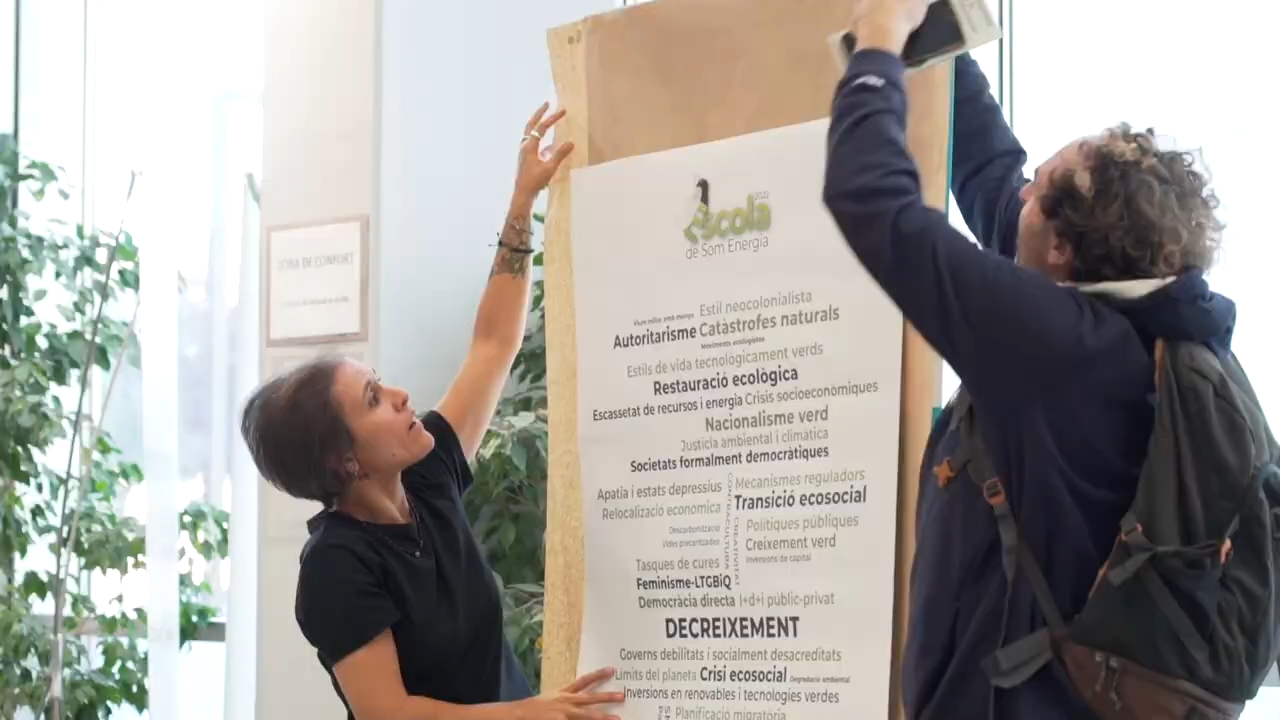 ZONA DE CONFORT
escola 2022
de Som Energia
Viure millor amb menys Estil neocolonialista
Autoritarisme Catàstrofes naturals
Moviments ecologistes
Estils de vida tecnològicament verds
Restauració ecològica
Escassetat de recursos i energia Crisis socioeconòmiques
Nacionalisme verd
Justícia ambiental i climàtica
Societats formalment democràtiques
Apatia i estats depressius Mecanismes reguladors
Relocalizació economica Transició ecosocial
CONTRACULTURA
CREATIVITAT
Descarbonització Polítiques públiques
Vides precaritzades Creixement verd
Inversions de capital
Tasques de cures
Feminisme-LTGBiQ
Democràcia directa I+d+i públic-privat
DECREIXEMENT
Governs debilitats i socialment desacreditats
Límits del planeta Crisi ecosocial Degradació ambiental
Inversions en renovables i tecnologies verdes
Planificació migratòria